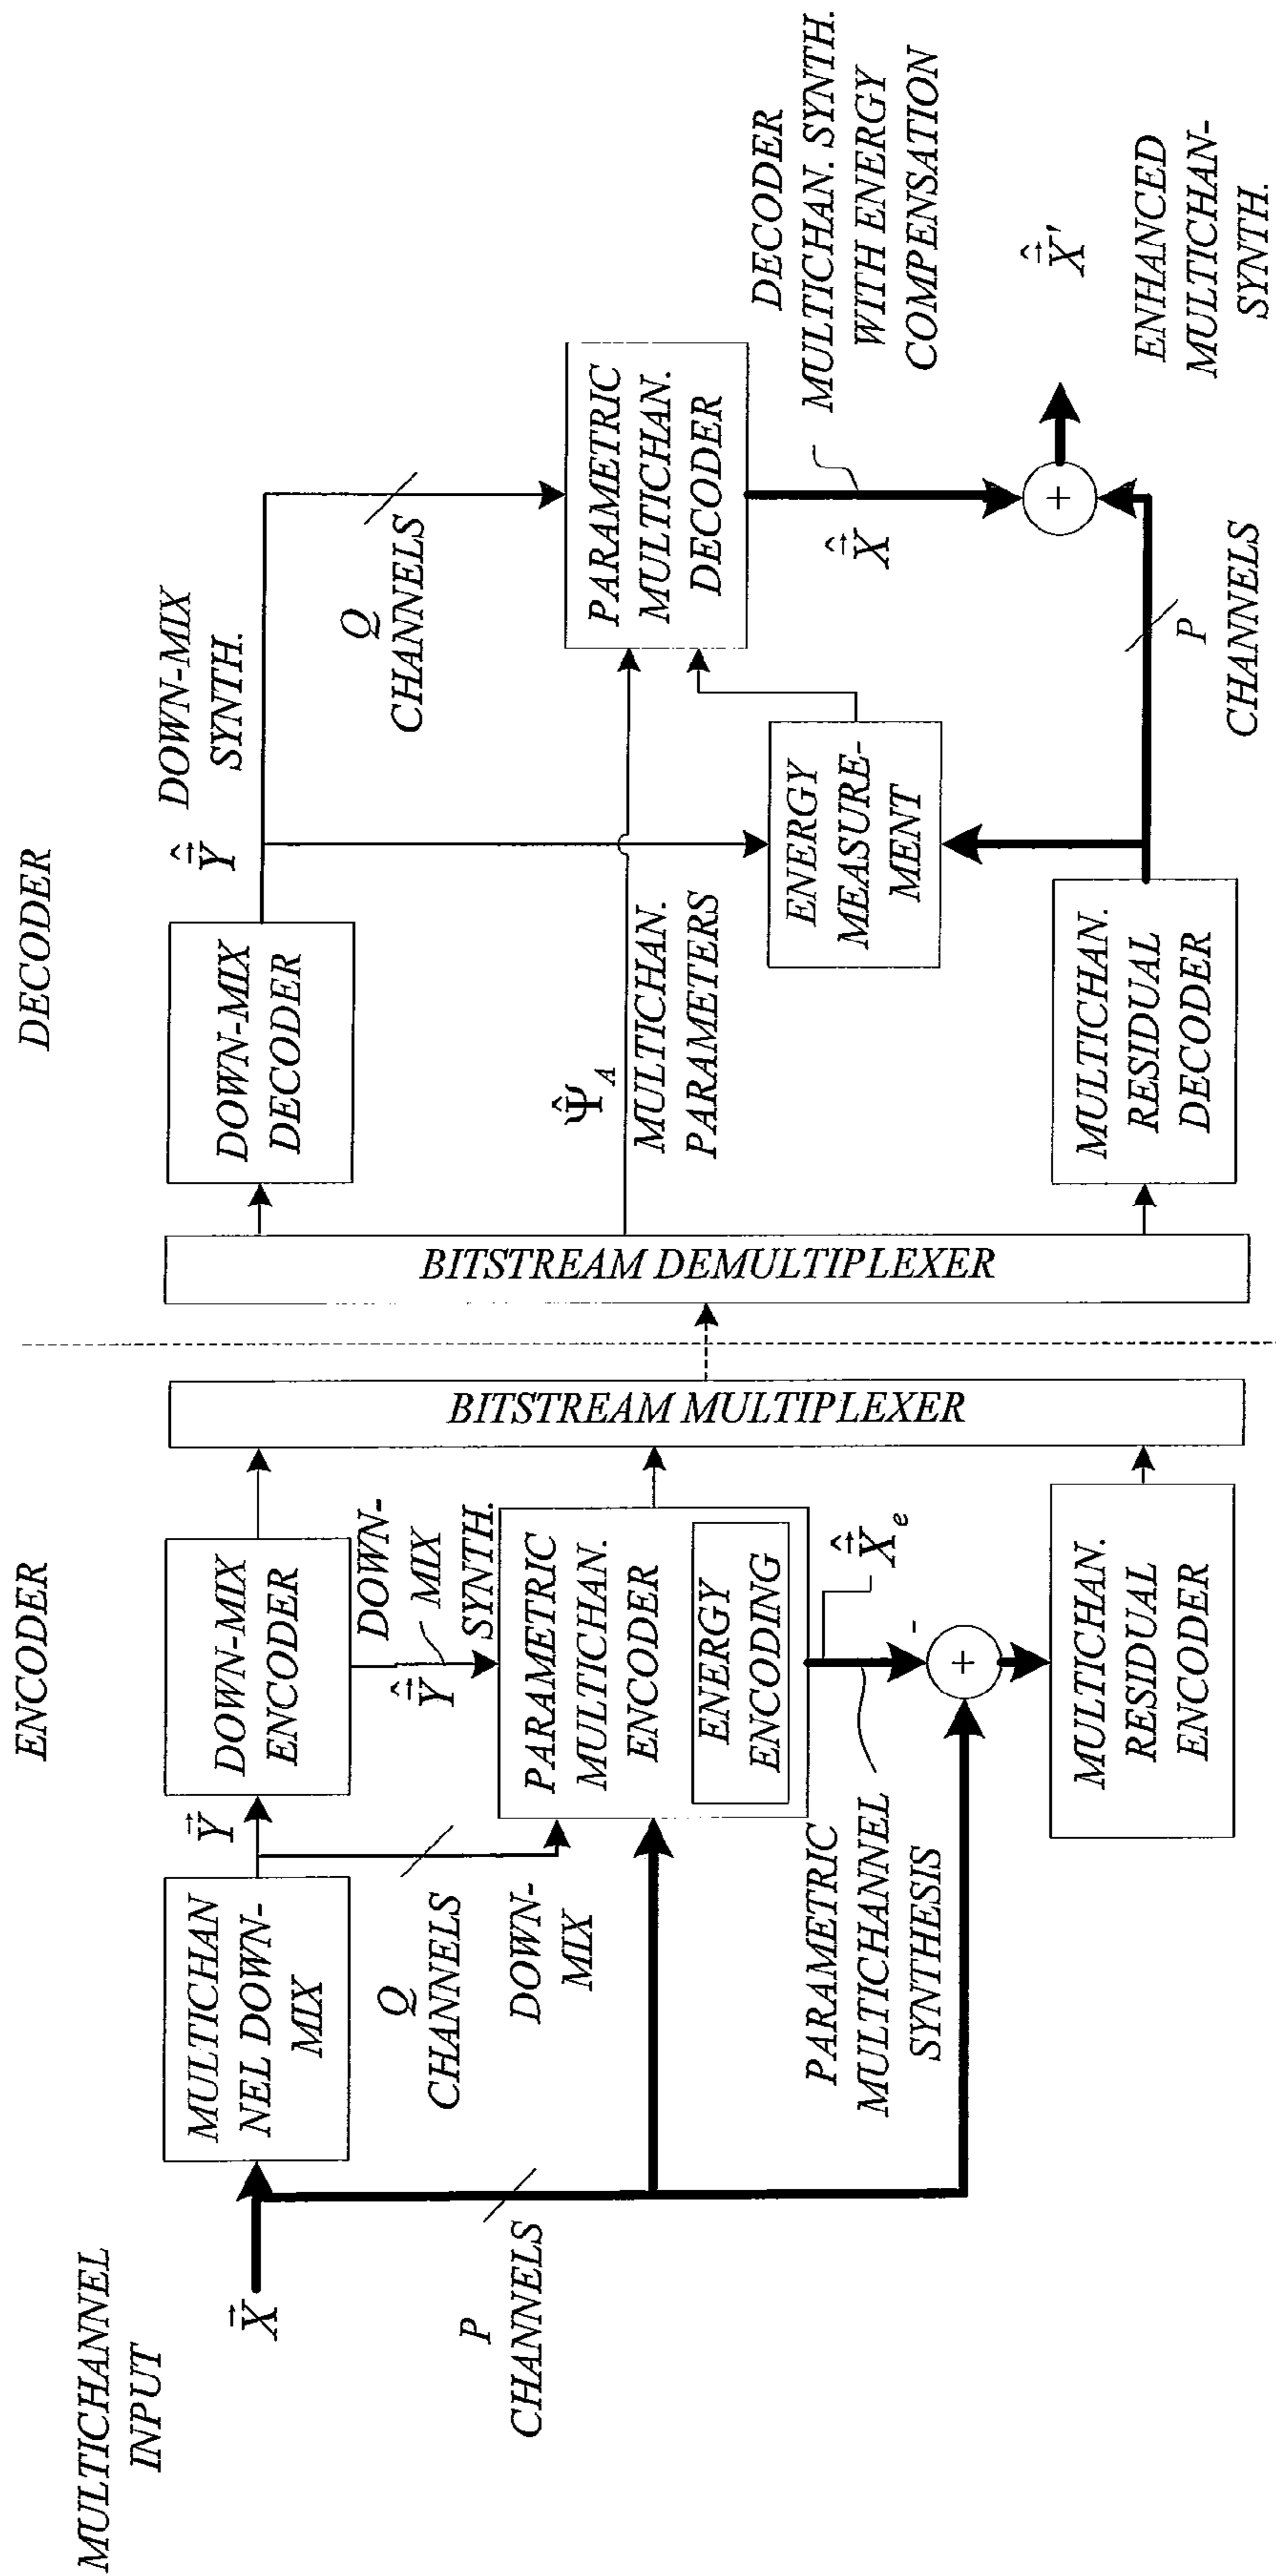 ENCODER
DECODER
MULTICHANNEL
INPUT
X⃗
P
CHANNELS
MULTICHAN
NEL DOWN-
MIX
Y⃗
Q
CHANNELS
DOWN-
MIX
DOWN-MIX
ENCODER
DOWN-
MIX
SYNTH.
Ŷ⃗
PARAMETRIC
MULTICHAN.
ENCODER
ENERGY
ENCODING
X̂⃗ₑ
PARAMETRIC
MULTICHANNEL
SYNTHESIS
-
+
MULTICHAN.
RESIDUAL
ENCODER
BITSTREAM MULTIPLEXER
BITSTREAM DEMULTIPLEXER
DOWN-MIX
DECODER
Ŷ⃗
DOWN-MIX
SYNTH.
Q
CHANNELS
Ψ̂_A
MULTICHAN.
PARAMETERS
ENERGY
MEASURE-
MENT
PARAMETRIC
MULTICHAN.
DECODER
MULTICHAN.
RESIDUAL
DECODER
P
CHANNELS
X̂⃗
DECODER
MULTICHAN. SYNTH.
WITH ENERGY
COMPENSATION
+
X̂⃗'
ENHANCED
MULTICHAN-
SYNTH.